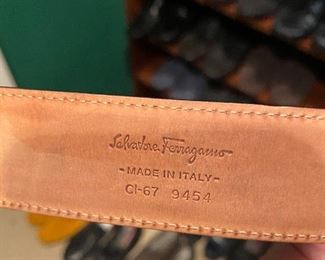 Salvatore Ferragamo
- MADE IN ITALY -
CI-67 9454